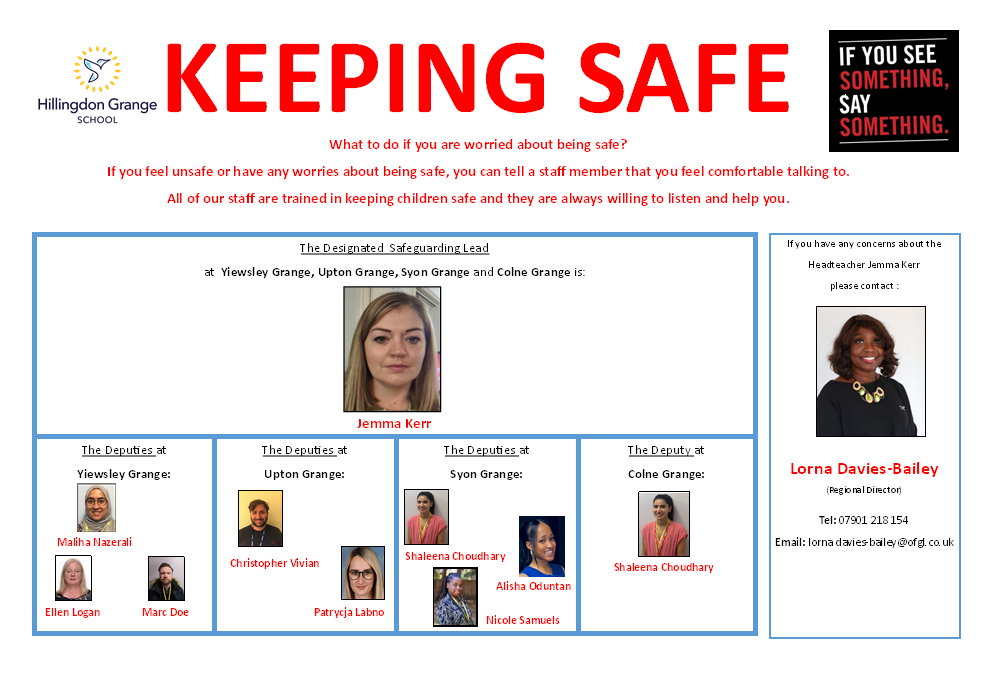 Hillingdon Grange
SCHOOL
KEEPING SAFE
IF YOU SEE
SOMETHING,
SAY
SOMETHING.
What to do if you are worried about being safe?
If you feel unsafe or have any worries about being safe, you can tell a staff member that you feel comfortable talking to.
All of our staff are trained in keeping children safe and they are always willing to listen and help you.
The Designated Safeguarding Lead
at Yiewsley Grange, Upton Grange, Syon Grange and Colne Grange is:
Jemma Kerr
The Deputies at
Yiewsley Grange:
Maliha Nazerali
Ellen Logan
Marc Doe
The Deputies at
Upton Grange:
Christopher Vivian
Patrycja Labno
The Deputies at
Syon Grange:
Shaleena Choudhary
Alisha Oduntan
Nicole Samuels
The Deputy at
Colne Grange:
Shaleena Choudhary
If you have any concerns about the
Headteacher Jemma Kerr
please contact :
Lorna Davies-Bailey
(Regional Director)
Tel: 07901 218 154
Email: lorna.davies-bailey@ofgl.co.uk